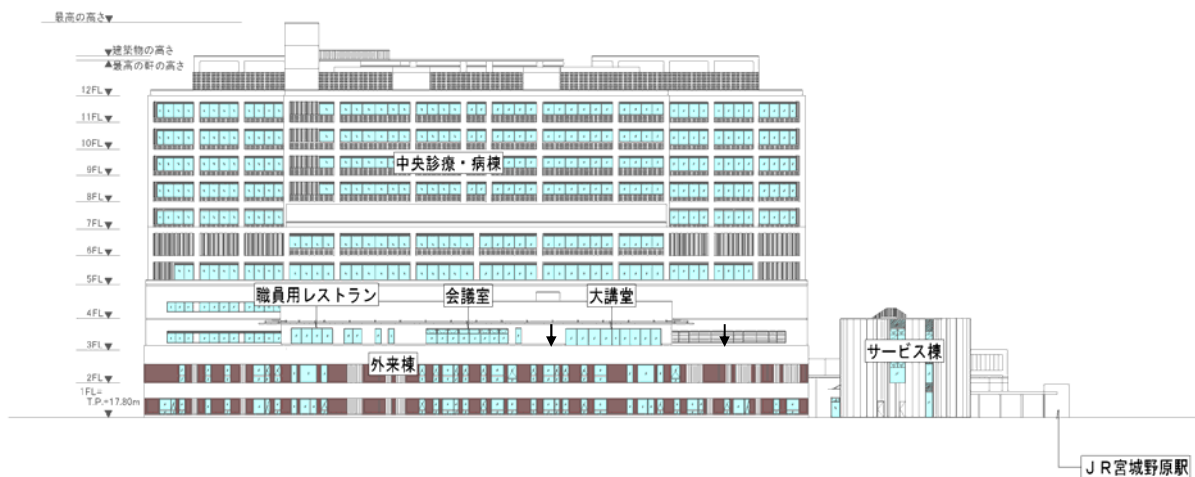 最高の高さ
建築物の高さ
最高の軒の高さ
12FL
11FL
10FL
9FL
8FL
7FL
6FL
5FL
4FL
3FL
2FL
1FL=
T.P.=17.80m
中央診療・病棟
職員用レストラン
会議室
大講堂
外来棟
サービス棟
JR宮城野原駅